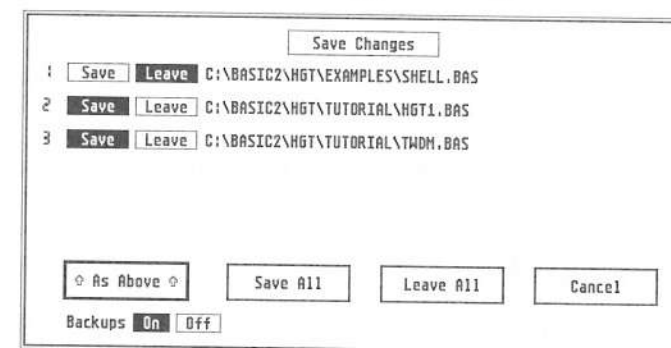 Save Changes
1 Save Leave C:\BASIC2\HGT\EXAMPLES\SHELL.BAS
2 Save Leave C:\BASIC2\HGT\TUTORIAL\HGT1.BAS
3 Save Leave C:\BASIC2\HGT\TUTORIAL\TWDM.BAS
⇧ As Above ⇧ Save All Leave All Cancel
Backups On Off